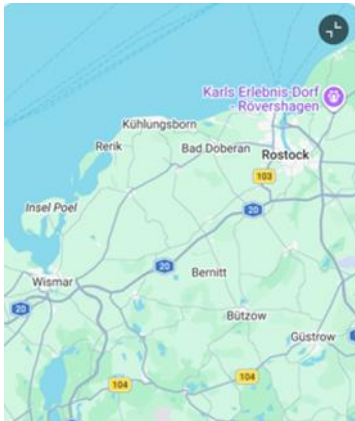 Karls Erlebnis-Dorf
- Rövershagen
Kühlungsborn
Rerik
Bad Doberan
Rostock
103
Insel Poel
20
20
Wismar
Bernitt
20
Bützow
Güstrow
104
104